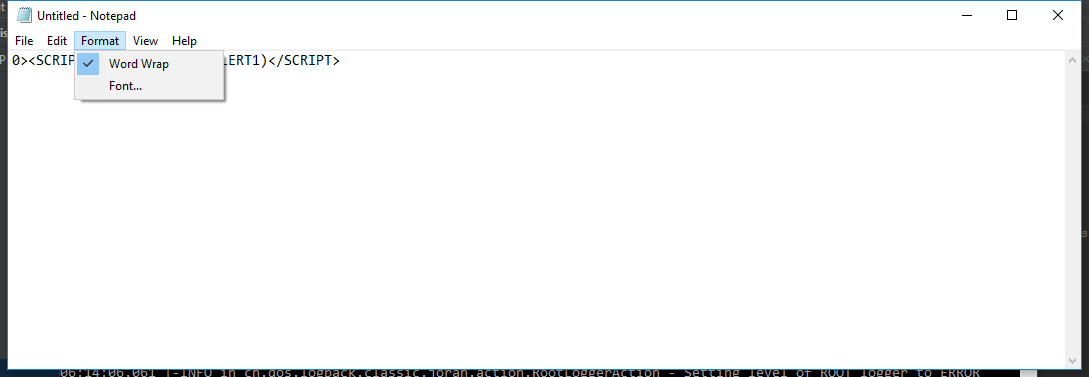 Untitled - Notepad
File Edit Format View Help
0><SCRIP ERT1)</SCRIPT>
Word Wrap
Font...
06:14:06.061 |-INFO in ch.qos.logback.classic.joran.action.RootLoggerAction - Setting level of ROOT logger to ERROR